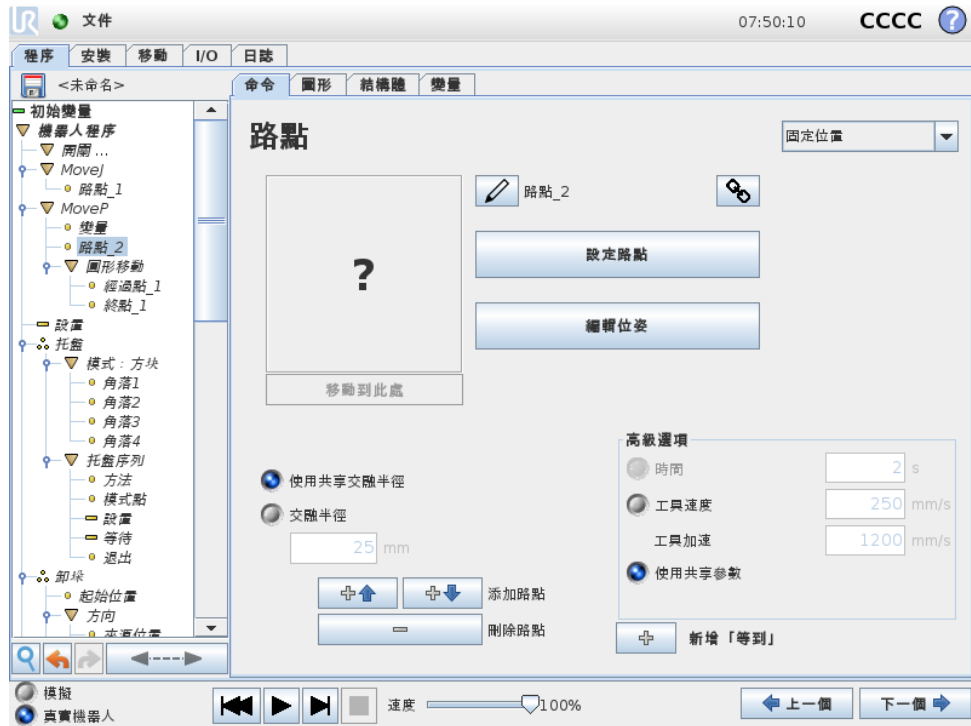 UR 文件 07:50:10 CCCC ?
程序 安裝 移動 I/O 日誌
<未命名>
命令 圖形 結構體 變量
初始變量
機器人程序
開闔 ...
MoveJ
路點_1
MoveP
變量
路點_2
圓形移動
經過點_1
終點_1
設置
托盤
模式：方块
角落1
角落2
角落3
角落4
托盤序列
方法
模式點
設置
等待
退出
卸垛
起始位置
方向
來源位置
路點
固定位置
?
路點_2
設定路點
編輯位姿
移動到此處
使用共享交融半徑
交融半徑
25 mm
添加路點
刪除路點
高級選項
時間 2 s
工具速度 250 mm/s
工具加速 1200 mm/s
使用共享參數
新增「等到」
模擬
真實機器人
速度 100%
上一個 下一個